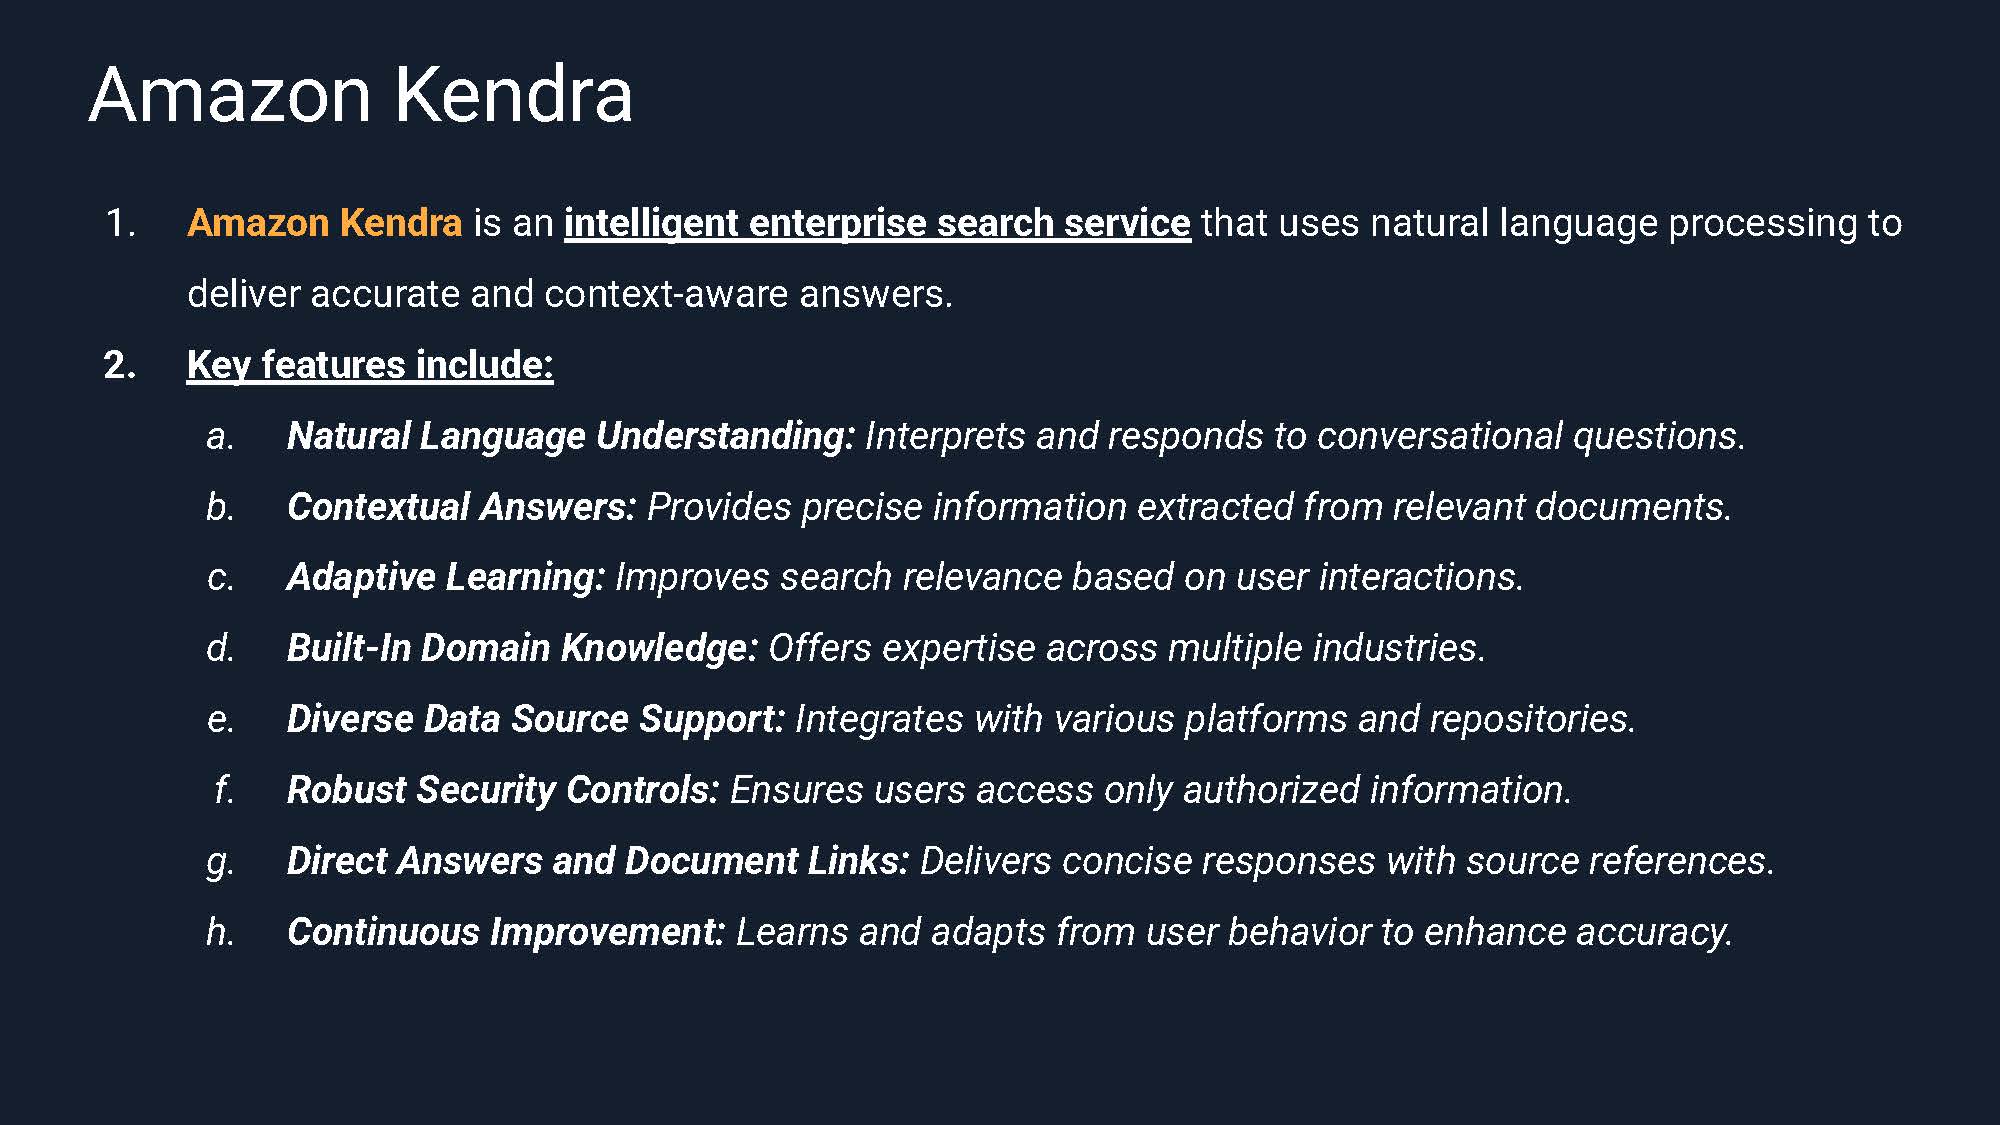 Amazon Kendra
1. Amazon Kendra is an intelligent enterprise search service that uses natural language processing to
deliver accurate and context-aware answers.
2. Key features include:
a. Natural Language Understanding: Interprets and responds to conversational questions.
b. Contextual Answers: Provides precise information extracted from relevant documents.
c. Adaptive Learning: Improves search relevance based on user interactions.
d. Built-In Domain Knowledge: Offers expertise across multiple industries.
e. Diverse Data Source Support: Integrates with various platforms and repositories.
f. Robust Security Controls: Ensures users access only authorized information.
g. Direct Answers and Document Links: Delivers concise responses with source references.
h. Continuous Improvement: Learns and adapts from user behavior to enhance accuracy.